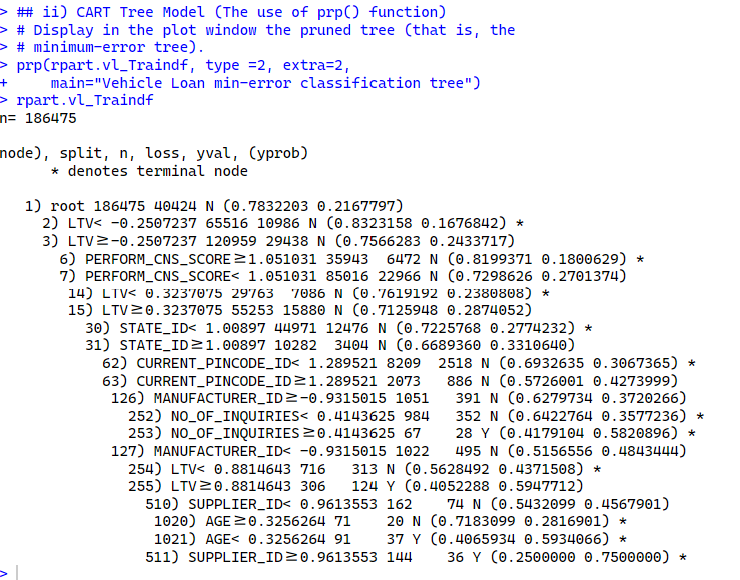 > ## ii) CART Tree Model (The use of prp() function)
> # Display in the plot window the pruned tree (that is, the
> # minimum-error tree).
> prp(rpart.vl_Traindf, type =2, extra=2,
+     main="Vehicle Loan min-error classification tree")
> rpart.vl_Traindf
n= 186475

node), split, n, loss, yval, (yprob)
      * denotes terminal node

   1) root 186475 40424 N (0.7832203 0.2167797)
     2) LTV< -0.2507237 65516 10986 N (0.8323158 0.1676842) *
     3) LTV≥-0.2507237 120959 29438 N (0.7566283 0.2433717)
       6) PERFORM_CNS_SCORE≥1.051031 35943  6472 N (0.8199371 0.1800629) *
       7) PERFORM_CNS_SCORE< 1.051031 85016 22966 N (0.7298626 0.2701374)
        14) LTV< 0.3237075 29763  7086 N (0.7619192 0.2380808) *
        15) LTV≥0.3237075 55253 15880 N (0.7125948 0.2874052)
          30) STATE_ID< 1.00897 44971 12476 N (0.7225768 0.2774232) *
          31) STATE_ID≥1.00897 10282  3404 N (0.6689360 0.3310640)
            62) CURRENT_PINCODE_ID< 1.289521 8209  2518 N (0.6932635 0.3067365) *
            63) CURRENT_PINCODE_ID≥1.289521 2073   886 N (0.5726001 0.4273999)
             126) MANUFACTURER_ID≥-0.9315015 1051   391 N (0.6279734 0.3720266)
               252) NO_OF_INQUIRIES< 0.4143625 984   352 N (0.6422764 0.3577236) *
               253) NO_OF_INQUIRIES≥0.4143625 67    28 Y (0.4179104 0.5820896) *
             127) MANUFACTURER_ID< -0.9315015 1022   495 N (0.5156556 0.4843444)
               254) LTV< 0.8814643 716   313 N (0.5628492 0.4371508) *
               255) LTV≥0.8814643 306   124 Y (0.4052288 0.5947712)
                 510) SUPPLIER_ID< 0.9613553 162    74 N (0.5432099 0.4567901)
                  1020) AGE≥0.3256264 71    20 N (0.7183099 0.2816901) *
                  1021) AGE< 0.3256264 91    37 Y (0.4065934 0.5934066) *
                 511) SUPPLIER_ID≥0.9613553 144    36 Y (0.2500000 0.7500000) *
>